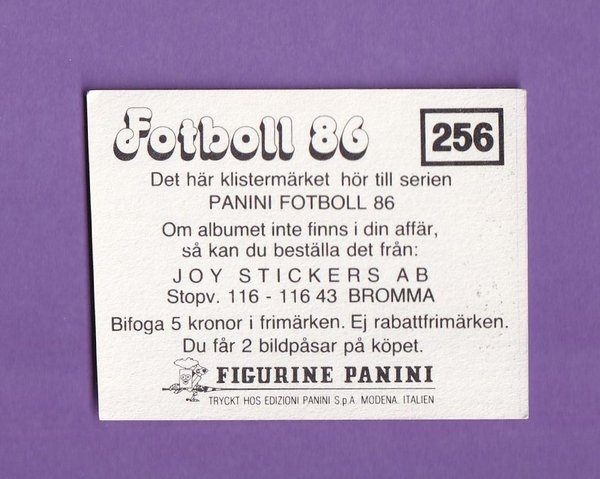 Fotboll 86
256
Det här klistermärket hör till serien
PANINI FOTBOLL 86
Om albumet inte finns i din affär,
så kan du beställa det från:
JOY STICKERS AB
Stopv. 116 - 116 43 BROMMA
Bifoga 5 kronor i frimärken. Ej rabattfrimärken.
Du får 2 bildpåsar på köpet.
FIGURINE PANINI
TRYCKT HOS EDIZIONI PANINI S.p.A. MODENA. ITALIEN